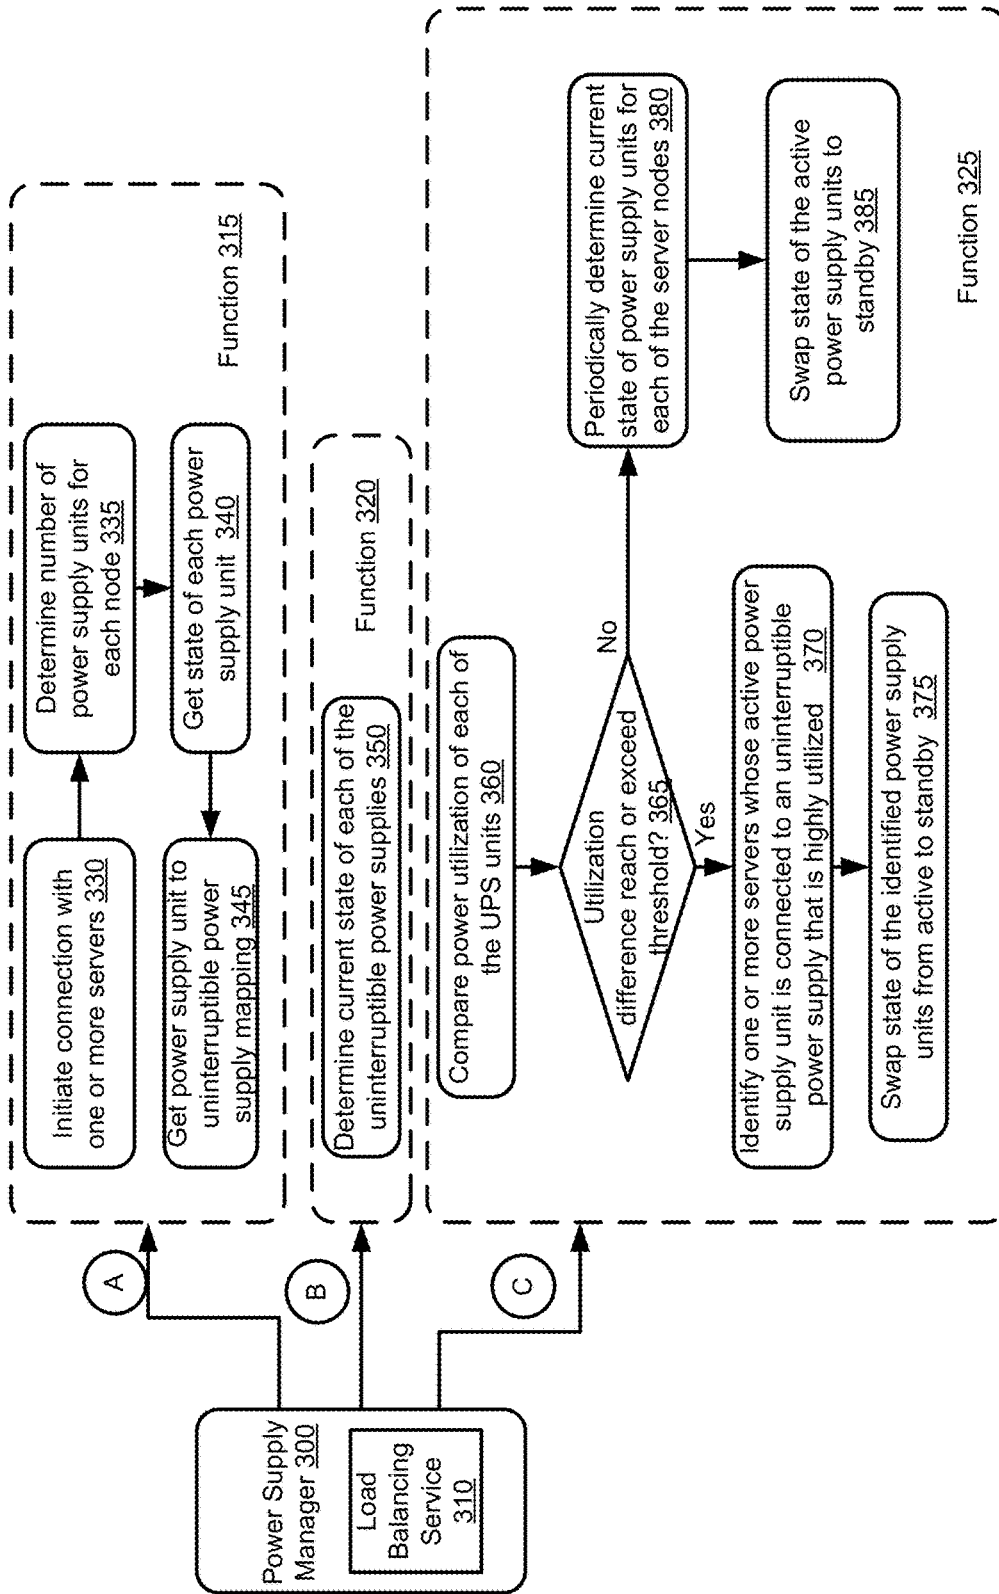 Power Supply
Manager 300
Load
Balancing
Service
310
A
B
C
Initiate connection with
one or more servers 330
Determine number of
power supply units for
each node 335
Get power supply unit to
uninterruptible power
supply mapping 345
Get state of each power
supply unit 340
Function 315
Determine current state of each of the
uninterruptible power supplies 350
Function 320
Compare power utilization of each of
the UPS units 360
Utilization
difference reach or exceed
threshold? 365
No
Yes
Periodically determine current
state of power supply units for
each of the server nodes 380
Identify one or more servers whose active power
supply unit is connected to an uninterruptible
power supply that is highly utilized 370
Swap state of the active
power supply units to
standby 385
Swap state of the identified power supply
units from active to standby 375
Function 325